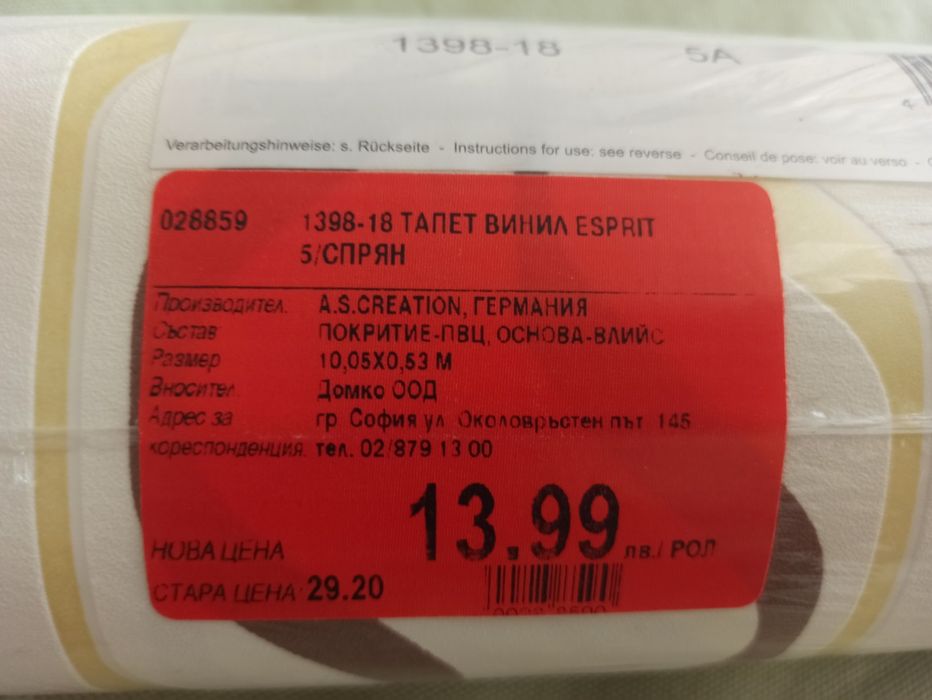 1398-18 5A
Verarbeitungshinweise: s. Rückseite - Instructions for use: see reverse - Conseil de pose: voir au verso -
028859 1398-18 ТАПЕТ ВИНИЛ ESPRIT
5/СПРЯН
Производител: A.S.CREATION, ГЕРМАНИЯ
Състав: ПОКРИТИЕ-ПВЦ, ОСНОВА-ВЛИЙС
Размер 10,05X0,53 М
Вносител: Домко ООД
Адрес за гр. София ул. Околовръстен път 145
кореспонденция: тел. 02/879 13 00
НОВА ЦЕНА 13.99 лв./ РОЛ
СТАРА ЦЕНА: 29.20